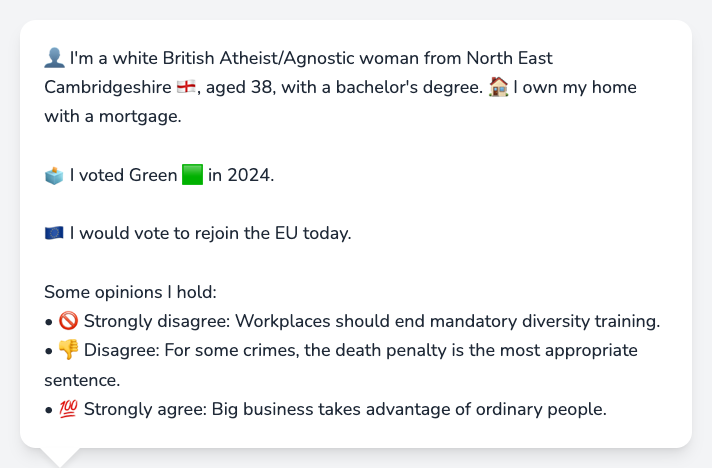 👤 I'm a white British Atheist/Agnostic woman from North East
Cambridgeshire 🏴󠁧󠁢󠁥󠁮󠁧󠁿, aged 38, with a bachelor's degree. 🏠 I own my home
with a mortgage.
🗳️ I voted Green 🟩 in 2024.
🇪🇺 I would vote to rejoin the EU today.
Some opinions I hold:
• 🚫 Strongly disagree: Workplaces should end mandatory diversity training.
• 👎 Disagree: For some crimes, the death penalty is the most appropriate
sentence.
• 💯 Strongly agree: Big business takes advantage of ordinary people.